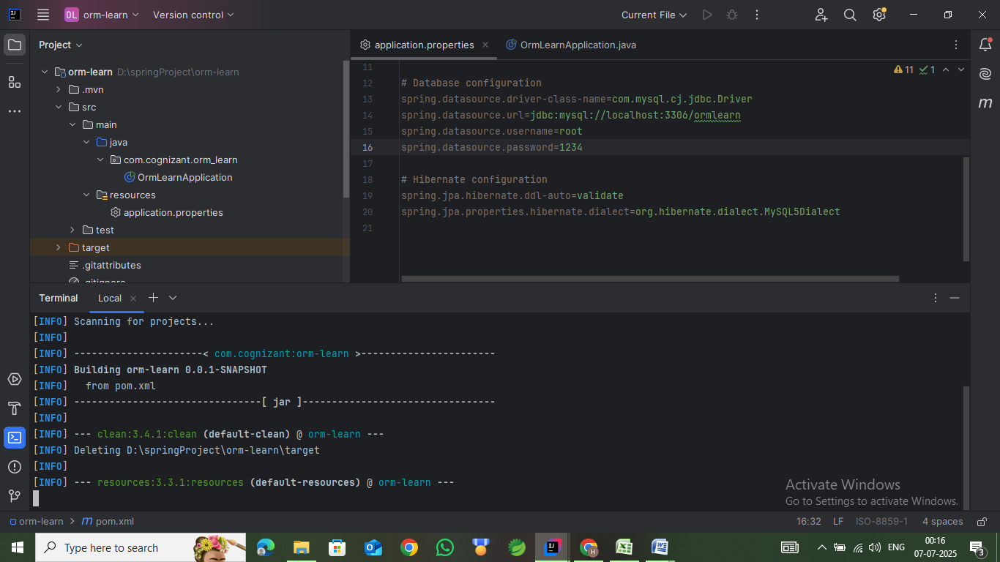 OL orm-learn Version control Current File
Project
application.properties
OrmLearnApplication.java
orm-learn D:\springProject\orm-learn
.mvn
src
main
java
com.cognizant.orm_learn
OrmLearnApplication
resources
application.properties
test
target
.gitattributes
.gitignore
11 1
11
12 # Database configuration
13 spring.datasource.driver-class-name=com.mysql.cj.jdbc.Driver
14 spring.datasource.url=jdbc:mysql://localhost:3306/ormlearn
15 spring.datasource.username=root
16 spring.datasource.password=1234
17
18 # Hibernate configuration
19 spring.jpa.hibernate.ddl-auto=validate
20 spring.jpa.properties.hibernate.dialect=org.hibernate.dialect.MySQL5Dialect
21
Terminal Local
[INFO] Scanning for projects...
[INFO]
[INFO] ----------------------< com.cognizant:orm-learn >-----------------------
[INFO] Building orm-learn 0.0.1-SNAPSHOT
[INFO]   from pom.xml
[INFO] --------------------------------[ jar ]---------------------------------
[INFO]
[INFO] --- clean:3.4.1:clean (default-clean) @ orm-learn ---
[INFO] Deleting D:\springProject\orm-learn\target
[INFO]
[INFO] --- resources:3.3.1:resources (default-resources) @ orm-learn ---
Activate Windows
Go to Settings to activate Windows.
orm-learn > m pom.xml
16:32 LF ISO-8859-1 4 spaces
Type here to search
ENG
00:16
07-07-2025
3